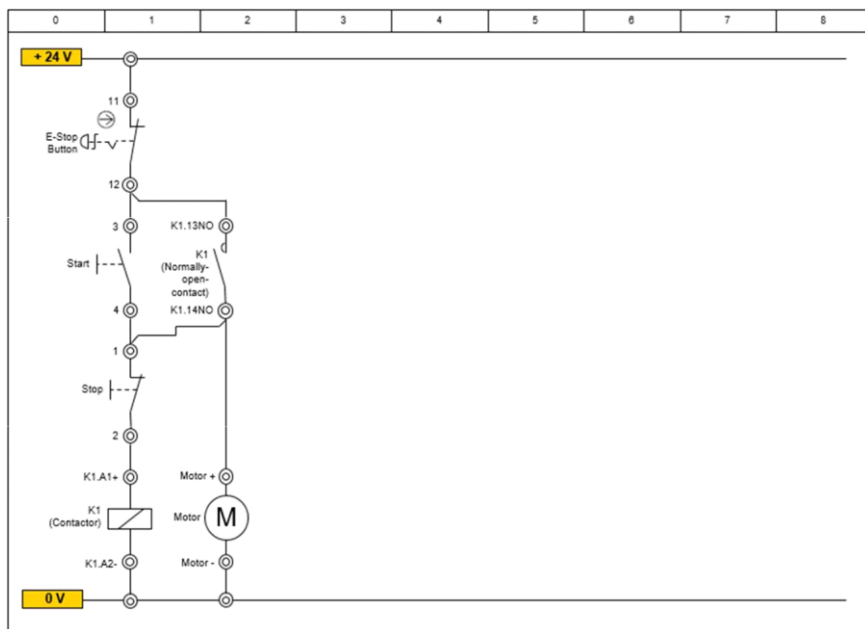 0 1 2 3 4 5 6 7 8
+ 24 V
11
E-Stop
Button
12
3
K1.13NO
Start
K1
(Normally-
open-
contact)
4
K1.14NO
1
Stop
2
K1.A1+
Motor +
K1
(Contactor)
Motor
M
K1.A2-
Motor -
0 V